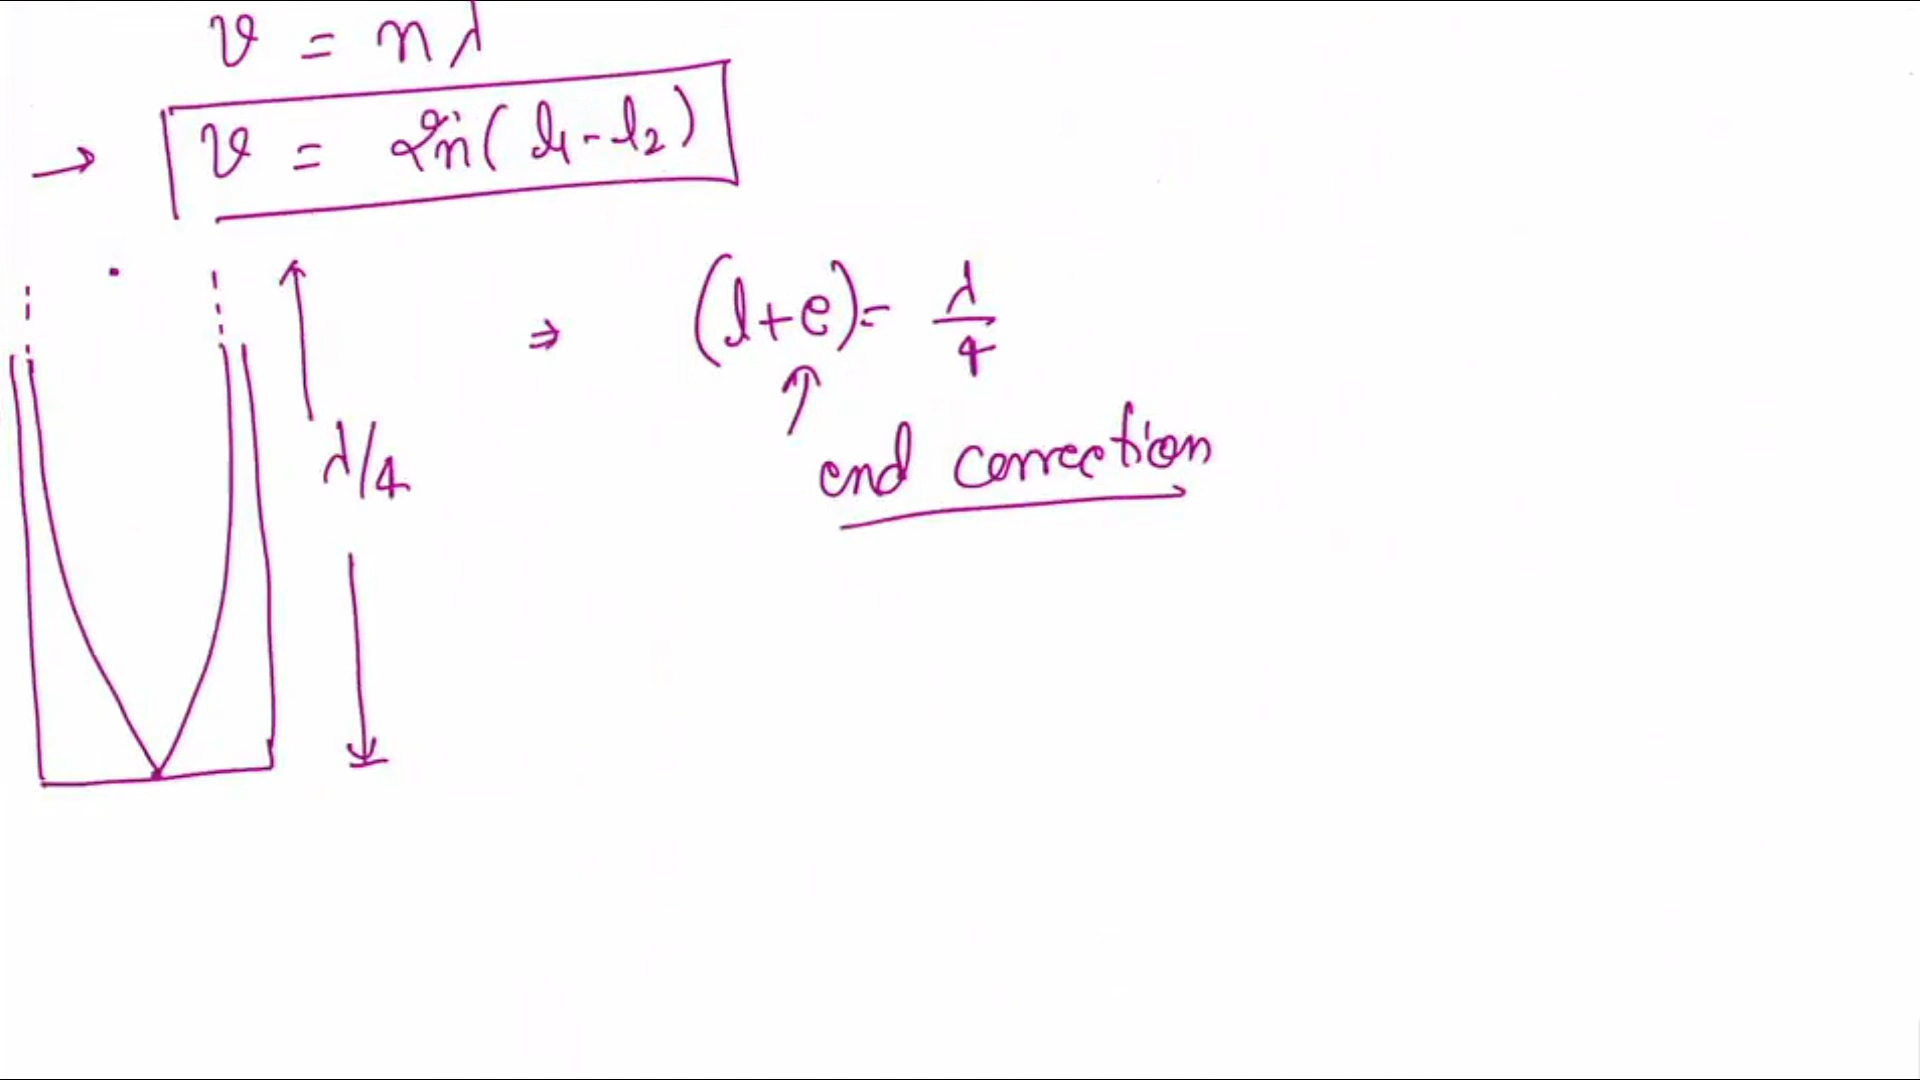 v = nλ
→ v = 2n(l₁-l₂)
⇒ (l+e)= λ/4
λ/4
end correction